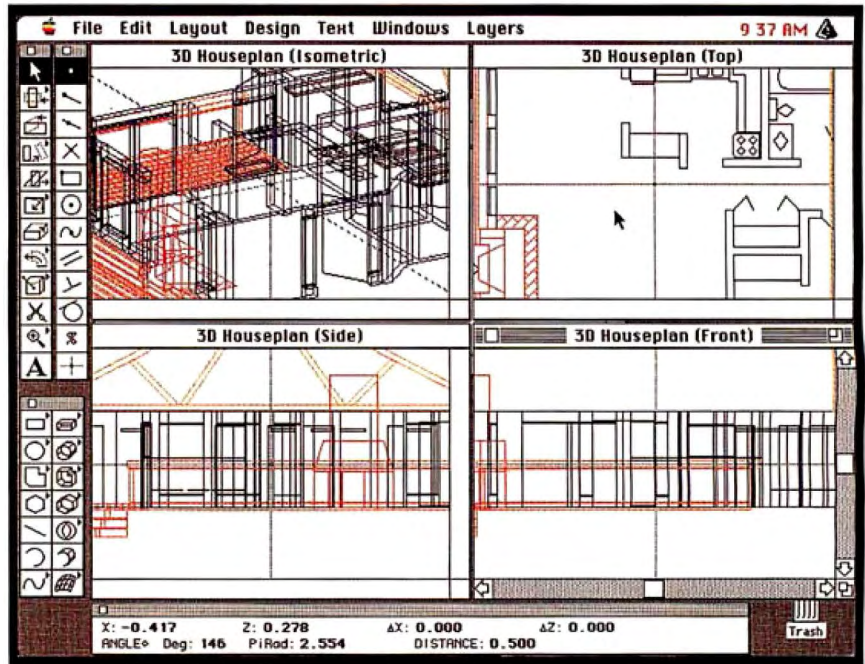 File Edit Layout Design Text Windows Layers 9 37 AM
3D Houseplan (Isometric)
3D Houseplan (Top)
3D Houseplan (Side)
3D Houseplan (Front)
A
X: -0.417 Z: 0.278 ΔX: 0.000 ΔZ: 0.000
ANGLE◇ Deg: 146 PiRad: 2.554 DISTANCE: 0.500
Trash